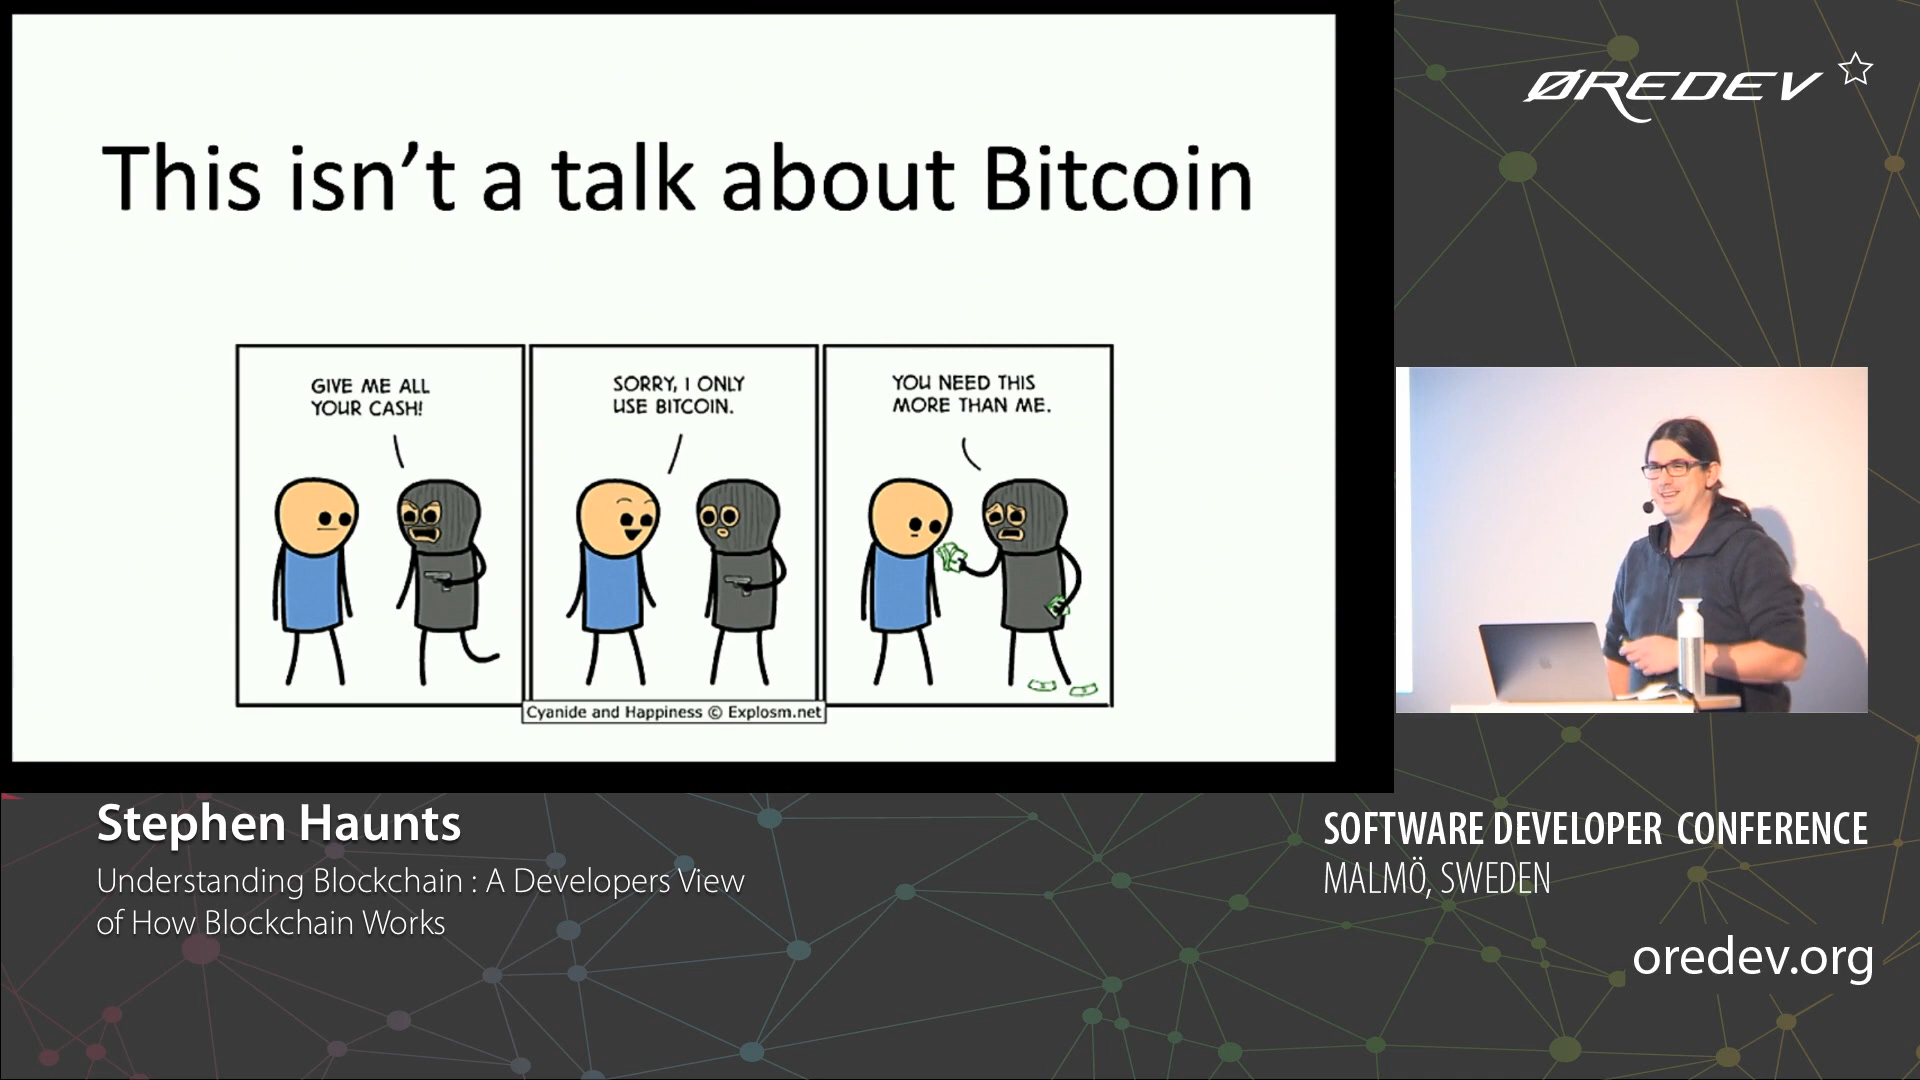 This isn’t a talk about Bitcoin
GIVE ME ALL
YOUR CASH!
SORRY, I ONLY
USE BITCOIN.
YOU NEED THIS
MORE THAN ME.
Cyanide and Happiness © Explosm.net
ØREDEV
Stephen Haunts
Understanding Blockchain : A Developers View
of How Blockchain Works
SOFTWARE DEVELOPER CONFERENCE
MALMÖ, SWEDEN
oredev.org